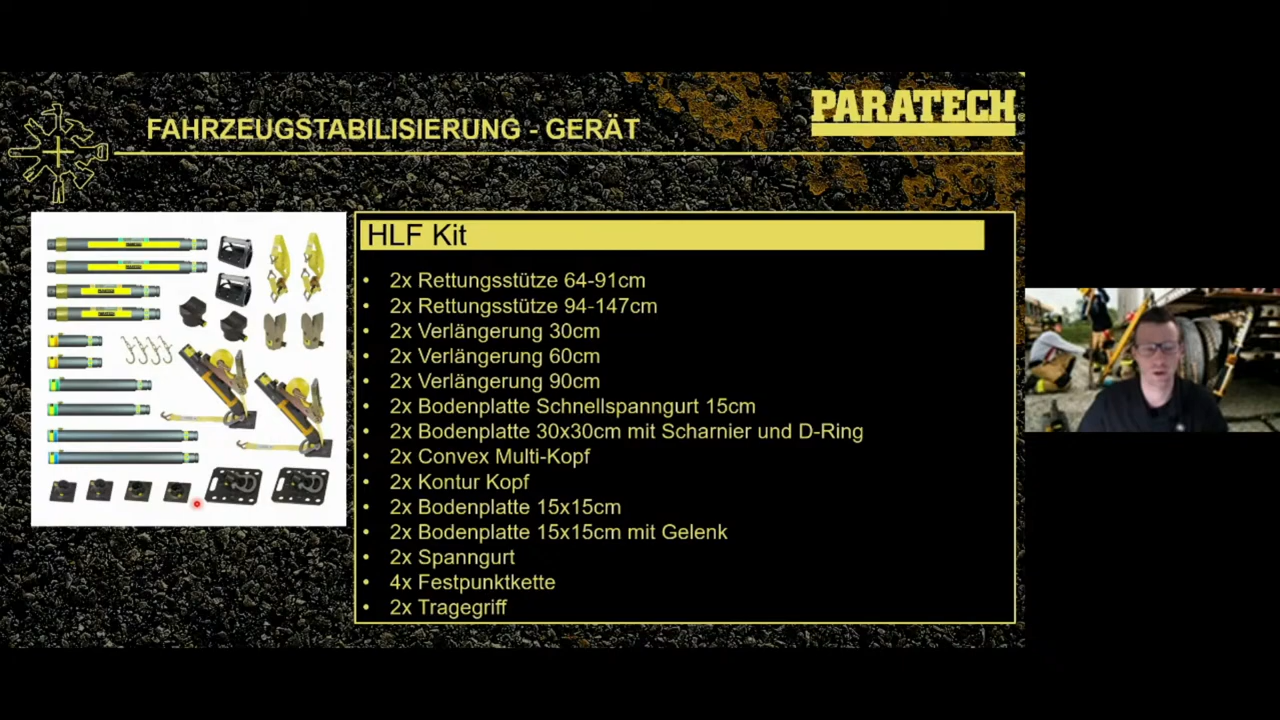 FAHRZEUGSTABILISIERUNG - GERÄT
PARATECH®
HLF Kit
• 2x Rettungsstütze 64-91cm
• 2x Rettungsstütze 94-147cm
• 2x Verlängerung 30cm
• 2x Verlängerung 60cm
• 2x Verlängerung 90cm
• 2x Bodenplatte Schnellspanngurt 15cm
• 2x Bodenplatte 30x30cm mit Scharnier und D-Ring
• 2x Convex Multi-Kopf
• 2x Kontur Kopf
• 2x Bodenplatte 15x15cm
• 2x Bodenplatte 15x15cm mit Gelenk
• 2x Spanngurt
• 4x Festpunktkette
• 2x Tragegriff